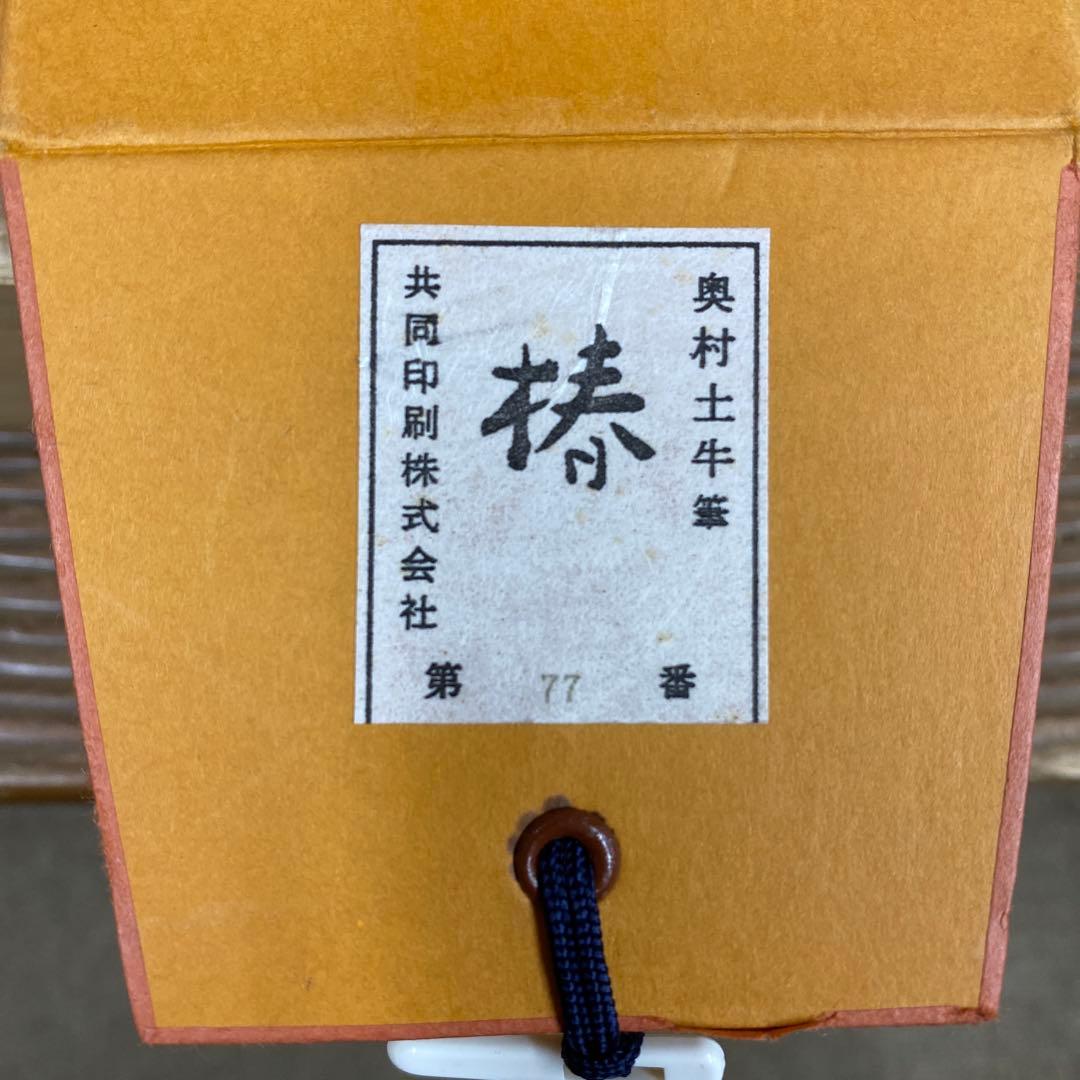 奥村土牛筆
椿
共同印刷株式会社
第 77 番